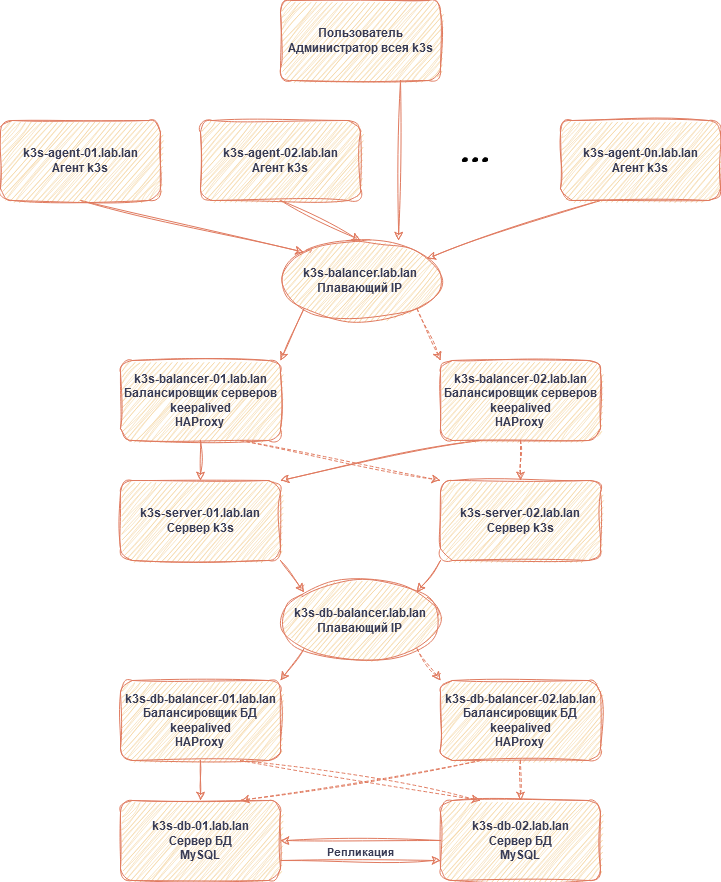 Пользователь
Администратор всея k3s
k3s-agent-01.lab.lan
Агент k3s
k3s-agent-02.lab.lan
Агент k3s
...
k3s-agent-0n.lab.lan
Агент k3s
k3s-balancer.lab.lan
Плавающий IP
k3s-balancer-01.lab.lan
Балансировщик серверов
keepalived
HAProxy
k3s-balancer-02.lab.lan
Балансировщик серверов
keepalived
HAProxy
k3s-server-01.lab.lan
Сервер k3s
k3s-server-02.lab.lan
Сервер k3s
k3s-db-balancer.lab.lan
Плавающий IP
k3s-db-balancer-01.lab.lan
Балансировщик БД
keepalived
HAProxy
k3s-db-balancer-02.lab.lan
Балансировщик БД
keepalived
HAProxy
k3s-db-01.lab.lan
Сервер БД
MySQL
Репликация
k3s-db-02.lab.lan
Сервер БД
MySQL